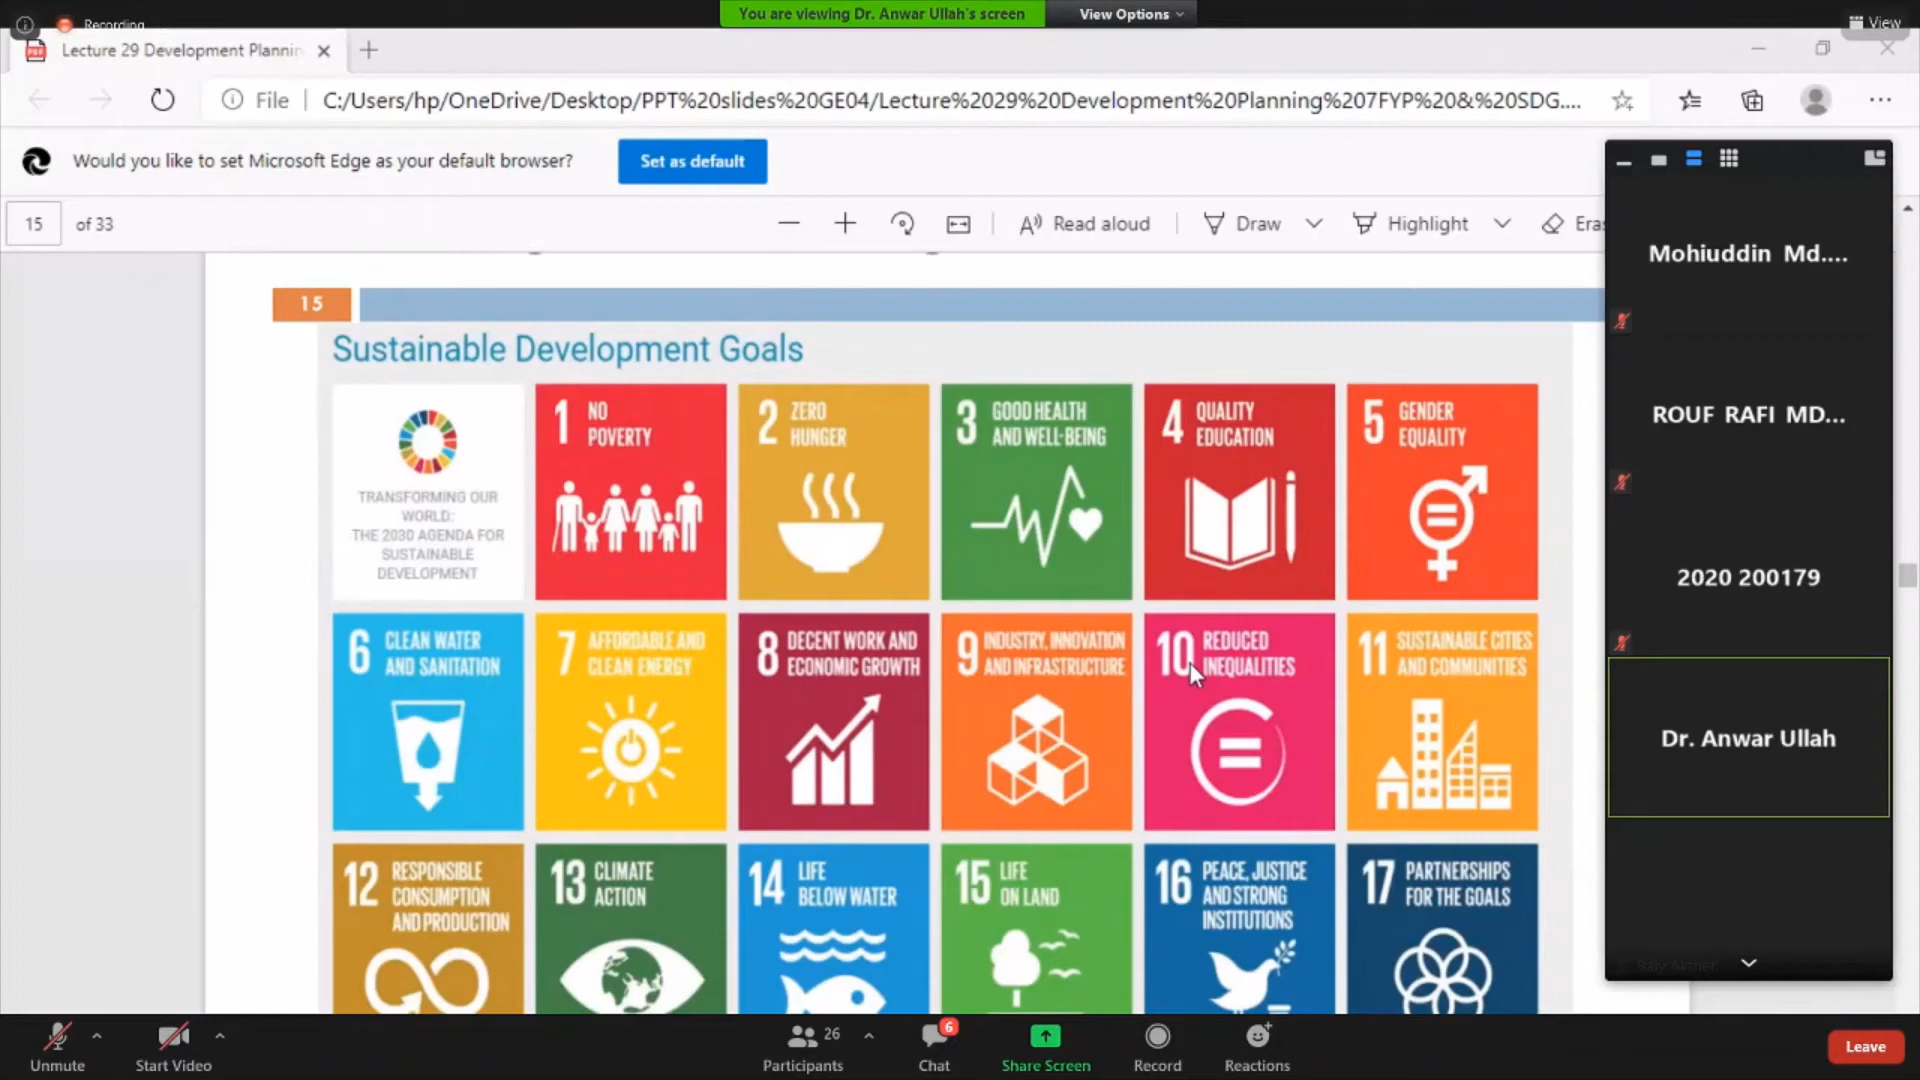 Recording
You are viewing Dr. Anwar Ullah's screen
View Options
View
Lecture 29 Development Plannin
File
C:/Users/hp/OneDrive/Desktop/PPT%20slides%20GE04/Lecture%2029%20Development%20Planning%207FYP%20&%20SDG....
Would you like to set Microsoft Edge as your default browser?
Set as default
15 of 33
Read aloud
Draw
Highlight
Eras
15
Sustainable Development Goals
TRANSFORMING OUR
WORLD:
THE 2030 AGENDA FOR
SUSTAINABLE
DEVELOPMENT
1 NO
POVERTY
2 ZERO
HUNGER
3 GOOD HEALTH
AND WELL-BEING
4 QUALITY
EDUCATION
5 GENDER
EQUALITY
6 CLEAN WATER
AND SANITATION
7 AFFORDABLE AND
CLEAN ENERGY
8 DECENT WORK AND
ECONOMIC GROWTH
9 INDUSTRY, INNOVATION
AND INFRASTRUCTURE
10 REDUCED
INEQUALITIES
11 SUSTAINABLE CITIES
AND COMMUNITIES
12 RESPONSIBLE
CONSUMPTION
AND PRODUCTION
13 CLIMATE
ACTION
14 LIFE
BELOW WATER
15 LIFE
ON LAND
16 PEACE, JUSTICE
AND STRONG
INSTITUTIONS
17 PARTNERSHIPS
FOR THE GOALS
Mohiuddin Md....
ROUF RAFI MD...
2020 200179
Dr. Anwar Ullah
Unmute
Start Video
26
Participants
6
Chat
Share Screen
Record
Reactions
Leave